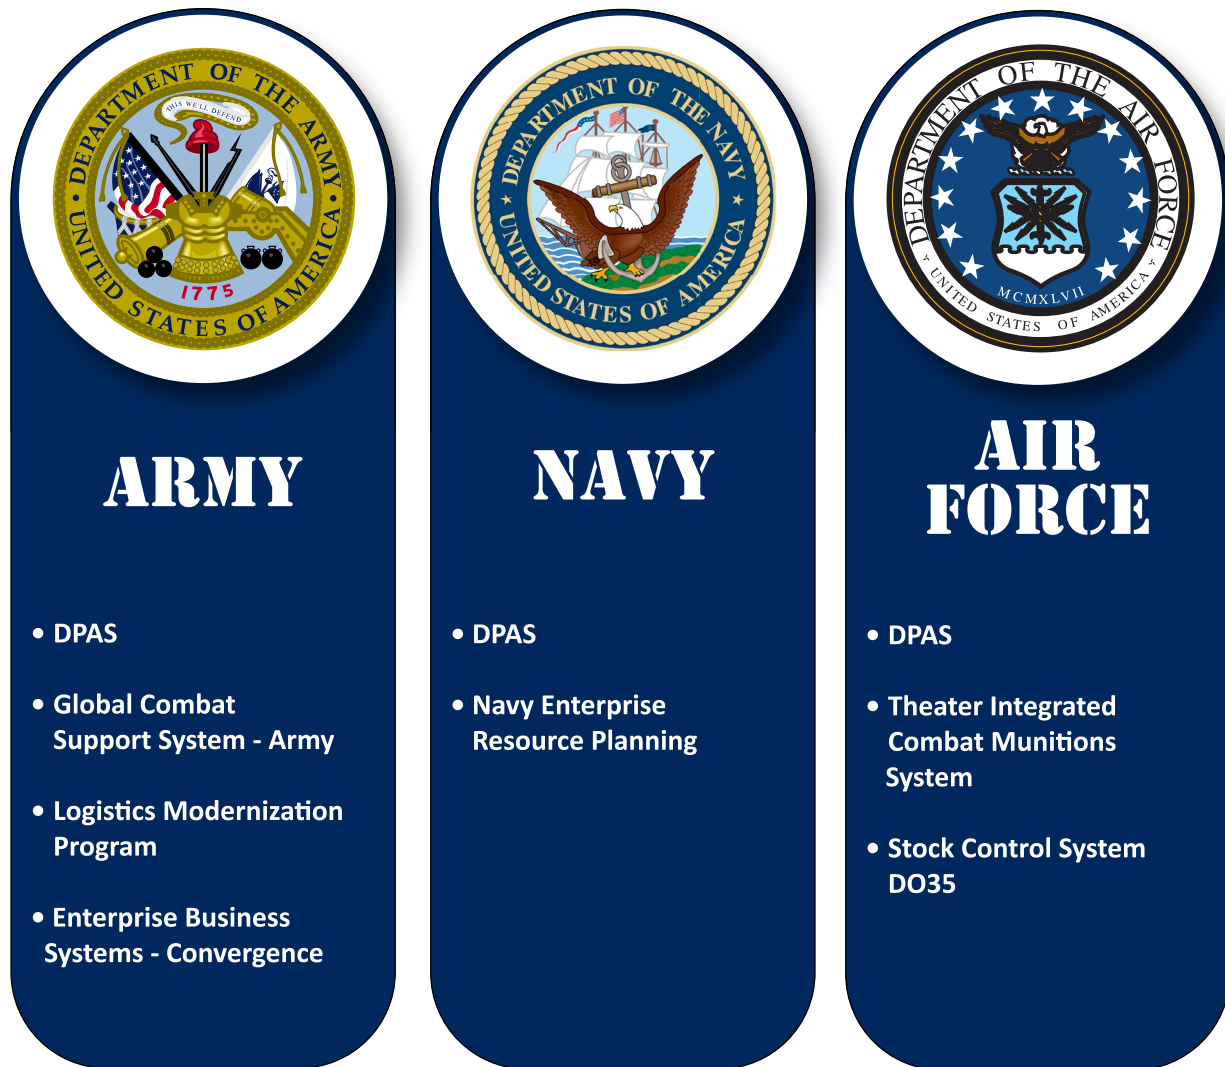 DEPARTMENT OF THE ARMY
THIS WE'LL DEFEND
1775
UNITED STATES OF AMERICA
ARMY
• DPAS
• Global Combat
Support System - Army
• Logistics Modernization
Program
• Enterprise Business
Systems - Convergence
DEPARTMENT OF THE NAVY
UNITED STATES OF AMERICA
NAVY
• DPAS
• Navy Enterprise
Resource Planning
DEPARTMENT OF THE AIR FORCE
MCMXLVII
UNITED STATES OF AMERICA
AIR
FORCE
• DPAS
• Theater Integrated
Combat Munitions
System
• Stock Control System
DO35